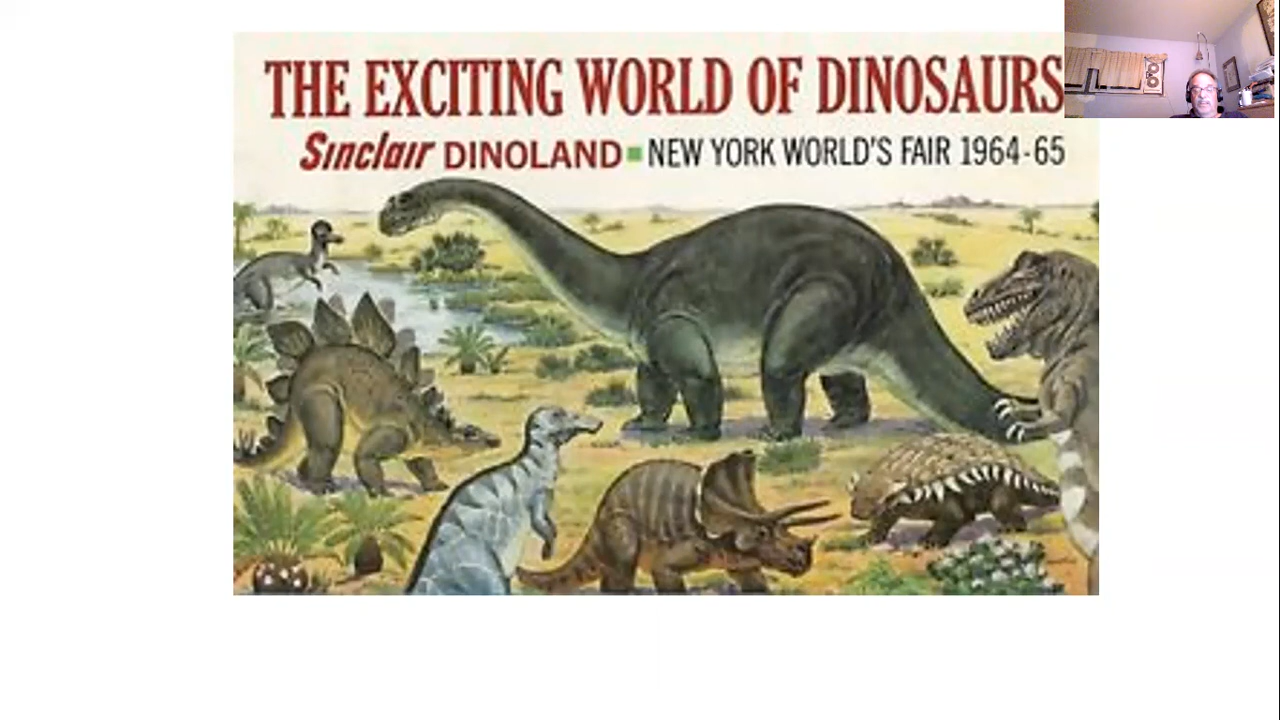 THE EXCITING WORLD OF DINOSAURS
Sinclair DINOLAND ▪ NEW YORK WORLD'S FAIR 1964-65